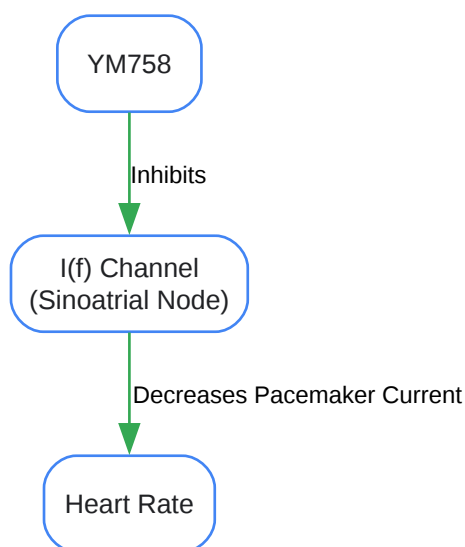 YM758
Inhibits
I(f) Channel
(Sinoatrial Node)
Decreases Pacemaker Current
Heart Rate